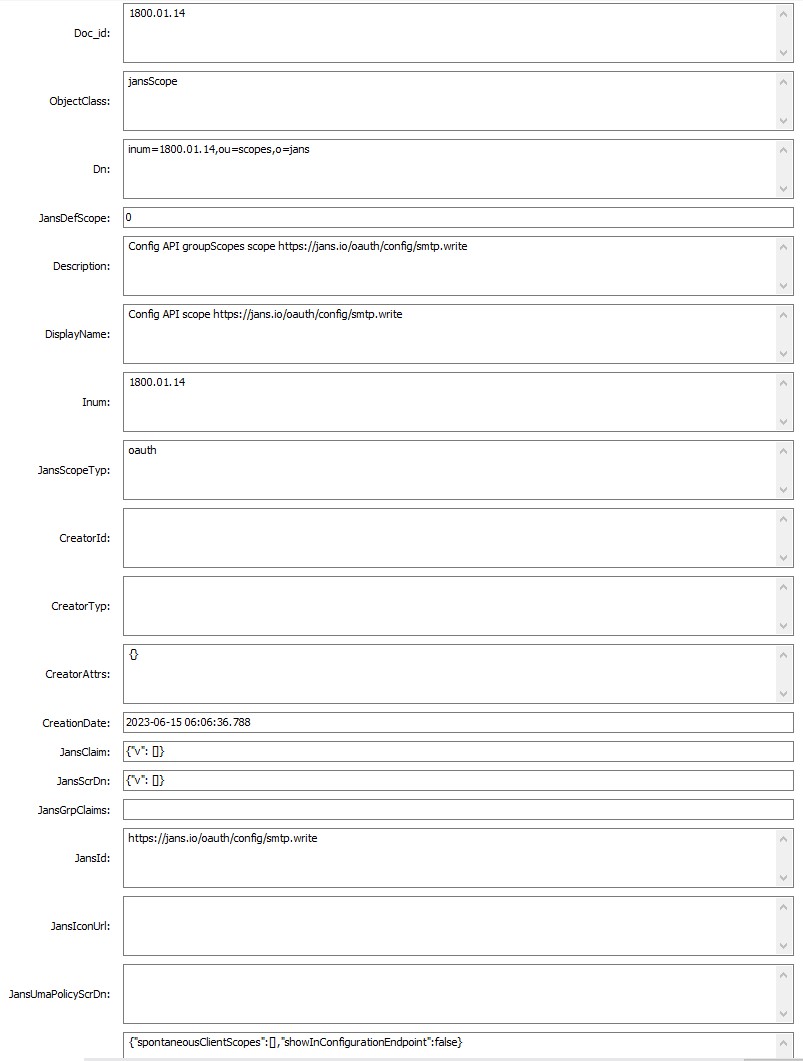 Doc_id: 1800.01.14
ObjectClass: jansScope
Dn: inum=1800.01.14,ou=scopes,o=jans
JansDefScope: 0
Description: Config API groupScopes scope https://jans.io/oauth/config/smtp.write
DisplayName: Config API scope https://jans.io/oauth/config/smtp.write
Inum: 1800.01.14
JansScopeTyp: oauth
CreatorId:
CreatorTyp:
CreatorAttrs: {}
CreationDate: 2023-06-15 06:06:36.788
JansClaim: {"v": []}
JansScrDn: {"v": []}
JansGrpClaims:
JansId: https://jans.io/oauth/config/smtp.write
JansIconUrl:
JansUmaPolicyScrDn:
{"spontaneousClientScopes":[],"showInConfigurationEndpoint":false}